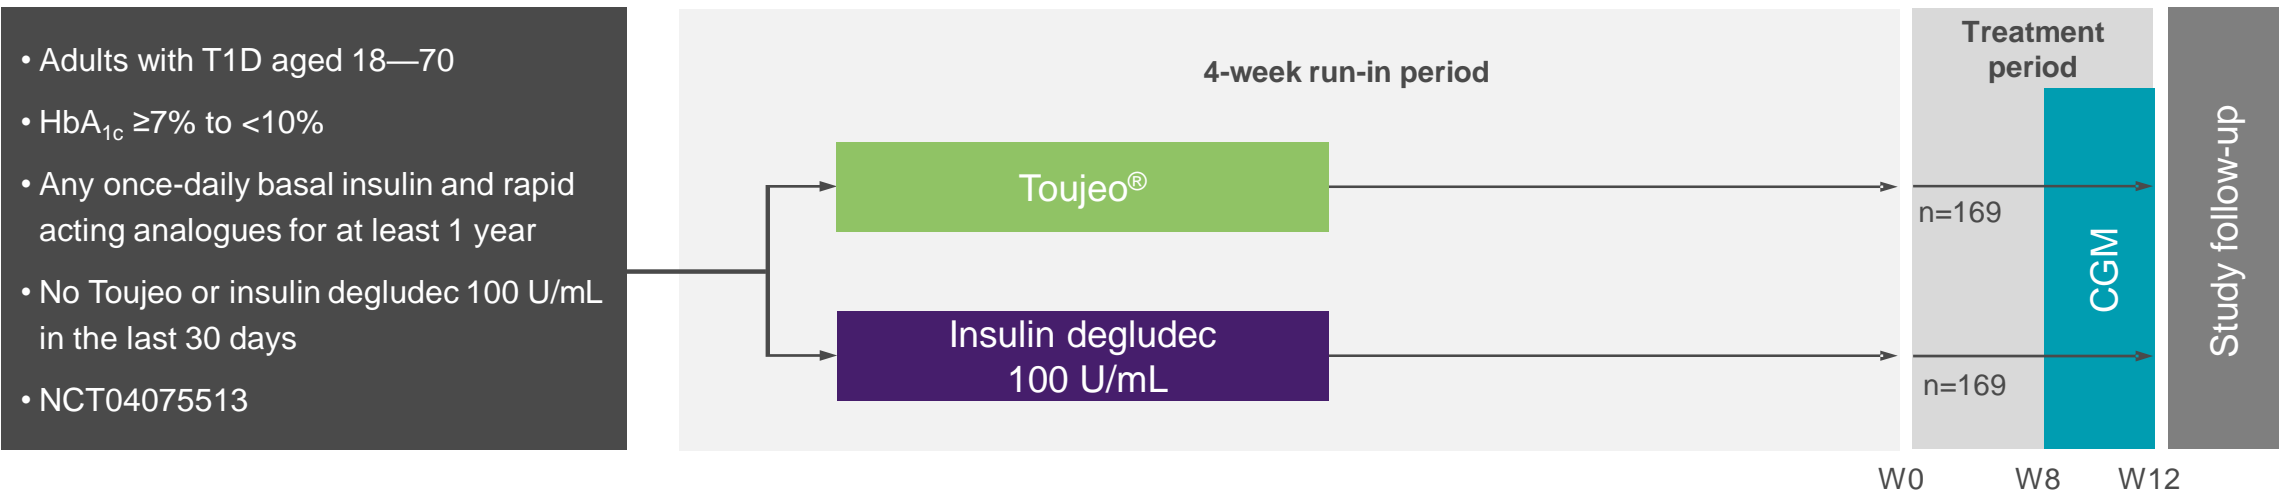 • Adults with T1D aged 18—70
• HbA1c ≥7% to <10%
• Any once-daily basal insulin and rapid
acting analogues for at least 1 year
• No Toujeo or insulin degludec 100 U/mL
in the last 30 days
• NCT04075513
4-week run-in period
Toujeo®
Insulin degludec
100 U/mL
Treatment
period
n=169
n=169
CGM
Study follow-up
W0
W8
W12